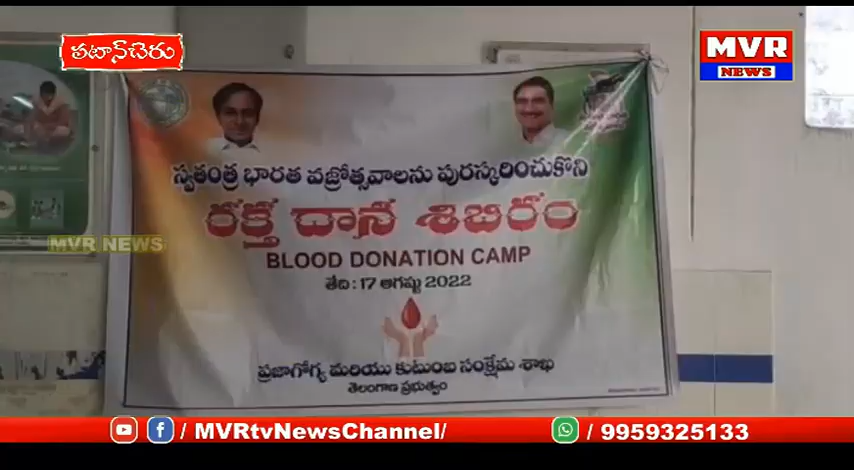 పటాన్‌చెరు
MVR
NEWS
స్వతంత్ర భారత వజ్రోత్సవాలను పురస్కరించుకొని
రక్త దాన శిబిరం
MVR NEWS
BLOOD DONATION CAMP
తేది : 17 ఆగష్టు 2022
ప్రజారోగ్య మరియు కుటుంబ సంక్షేమ శాఖ
తెలంగాణ ప్రభుత్వం
/ MVRtvNewsChannel/
/ 9959325133